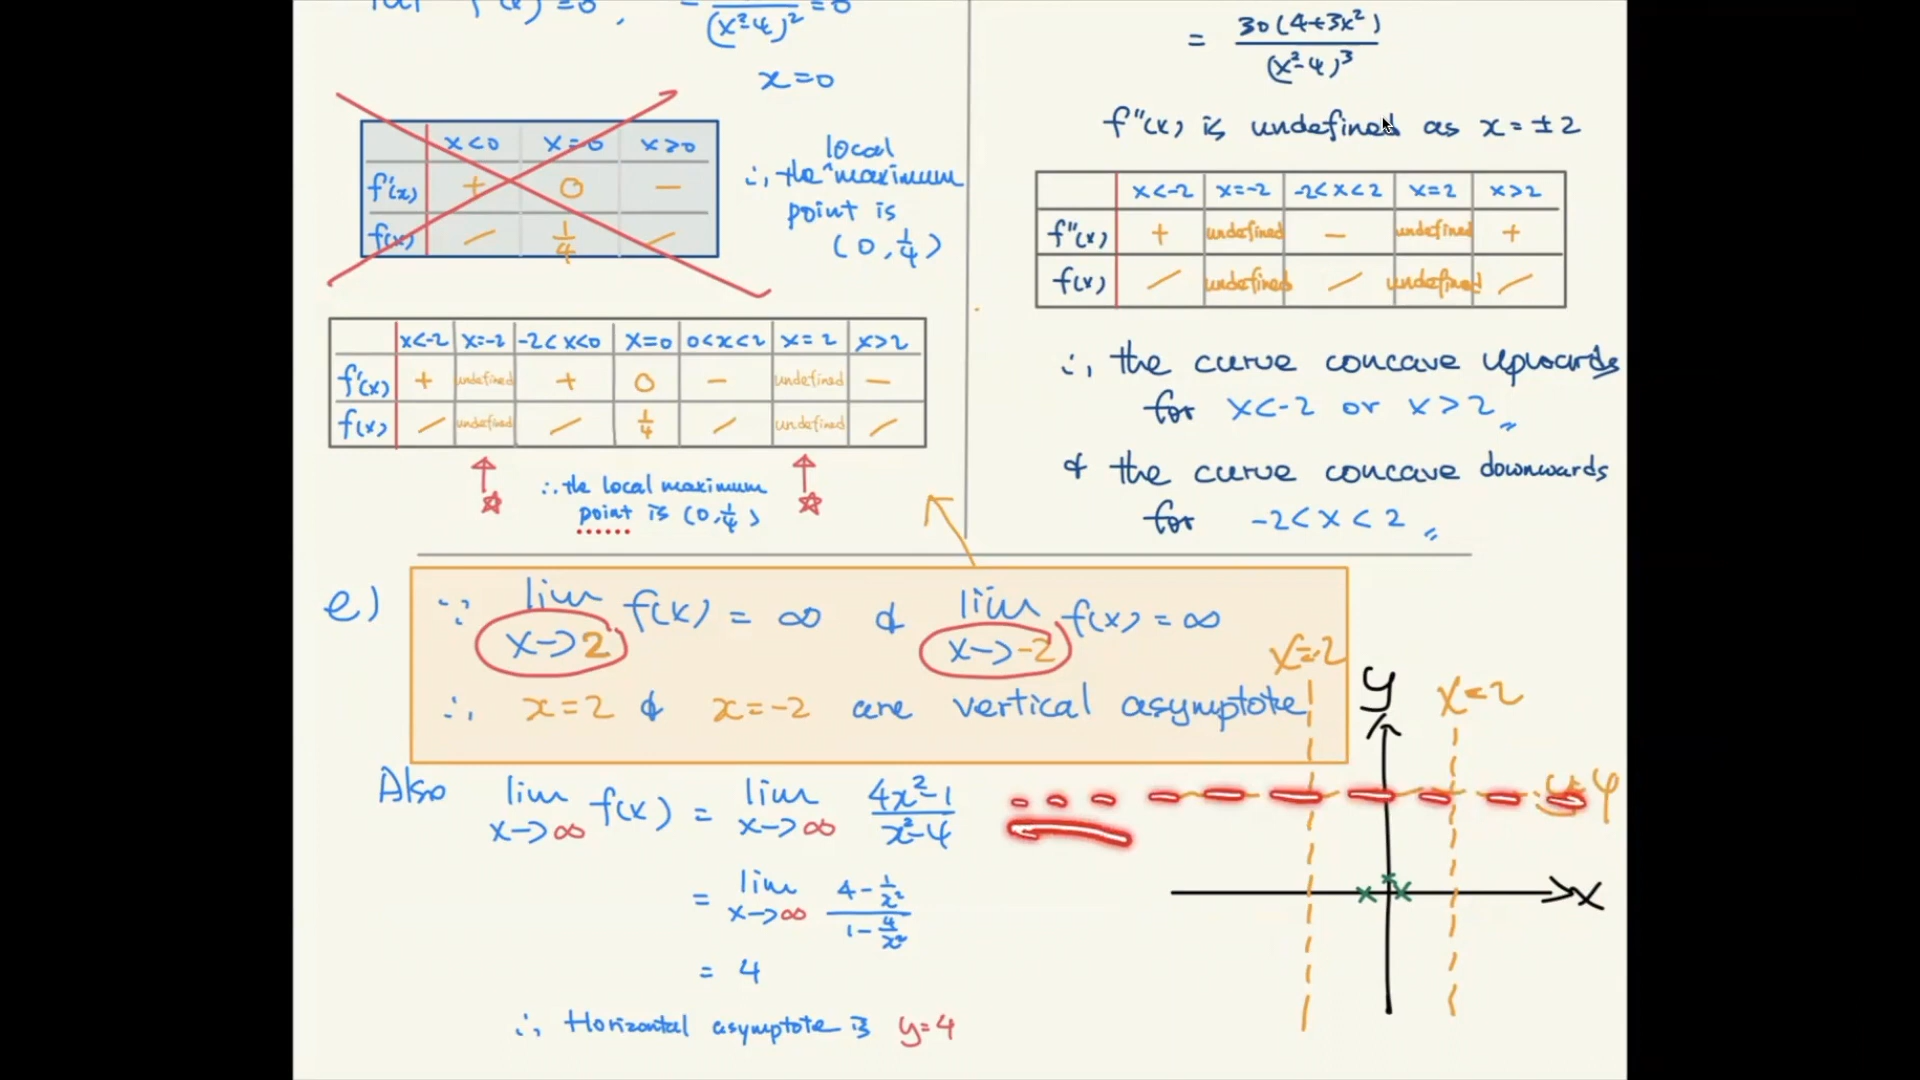 f'(x) = 0 ,
(x²-4)² = 0
x = 0
x<0 x=0 x>0
f'(x) + 0 -
f(x) / 1/4 /
local
∴ the ^ maximum
point is
(0, 1/4)
x<-2 x=-2 -2<x<0 x=0 0<x<2 x=2 x>2
f'(x) + undefined + 0 - undefined -
f(x) / undefined / 1/4 / undefined /
∴ the local maximum
point is (0, 1/4)
= 30(4+3x²) / (x²-4)³
f''(x) is undefined as x = ±2
x<-2 x=-2 -2<x<2 x=2 x>2
f''(x) + undefined - undefined +
f(x) / undefined / undefined /
∴ the curve concave upwards
for x<-2 or x>2 〃
& the curve concave downwards
for -2<x<2 〃
e) ∵ lim x->2 f(x) = ∞ & lim x->-2 f(x) = ∞
∴ x=2 & x=-2 are vertical asymptote
Also lim x->∞ f(x) = lim x->∞ 4x²-1 / x²-4
= lim x->∞ 4 - 1/x² / 1 - 4/x²
= 4
∴ Horizontal asymptote is y=4
x=-2
y
x=2
y=4
x